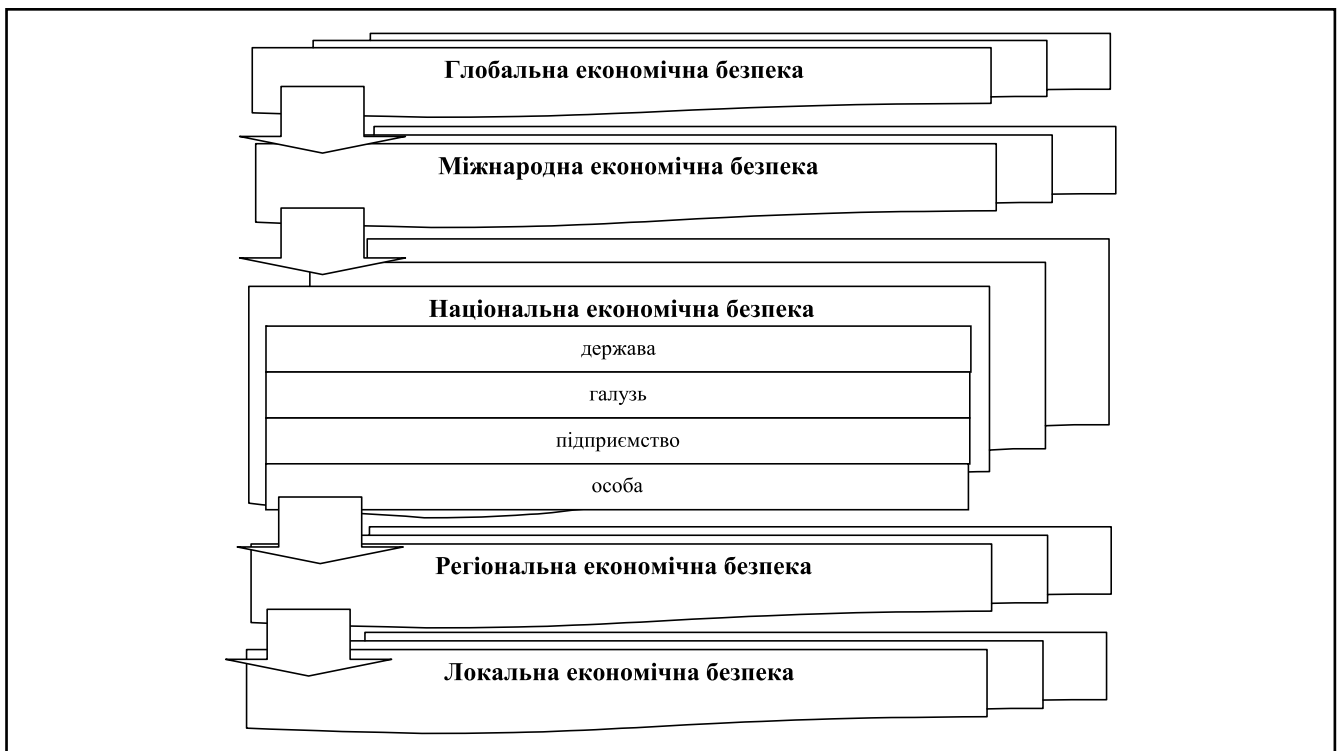 Глобальна економічна безпека
Міжнародна економічна безпека
Національна економічна безпека
держава
галузь
підприємство
особа
Регіональна економічна безпека
Локальна економічна безпека